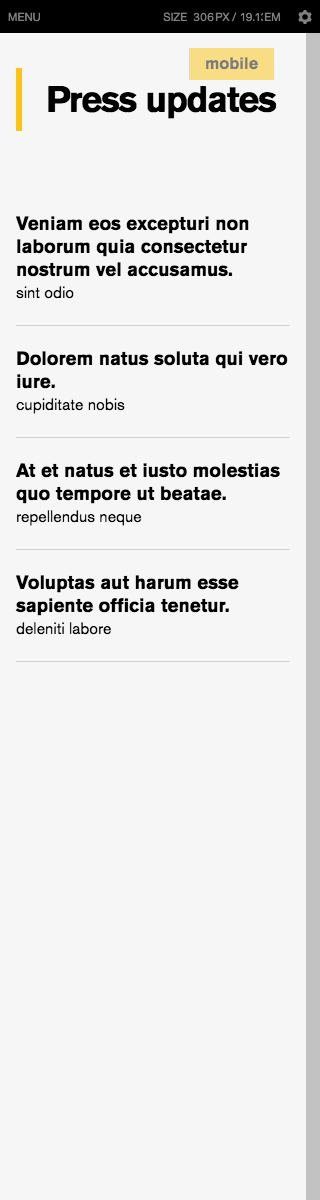 MENU
SIZE 306PX / 19.1
mobile
Press updates
Veniam eos excepturi non
laborum quia consectetur
nostrum vel accusamus.
sint odio
Dolorem natus soluta qui vero
iure.
cupiditate nobis
At et natus et iusto molestias
quo tempore ut beatae.
repellendus neque
Voluptas aut harum esse
sapiente officia tenetur.
deleniti labore